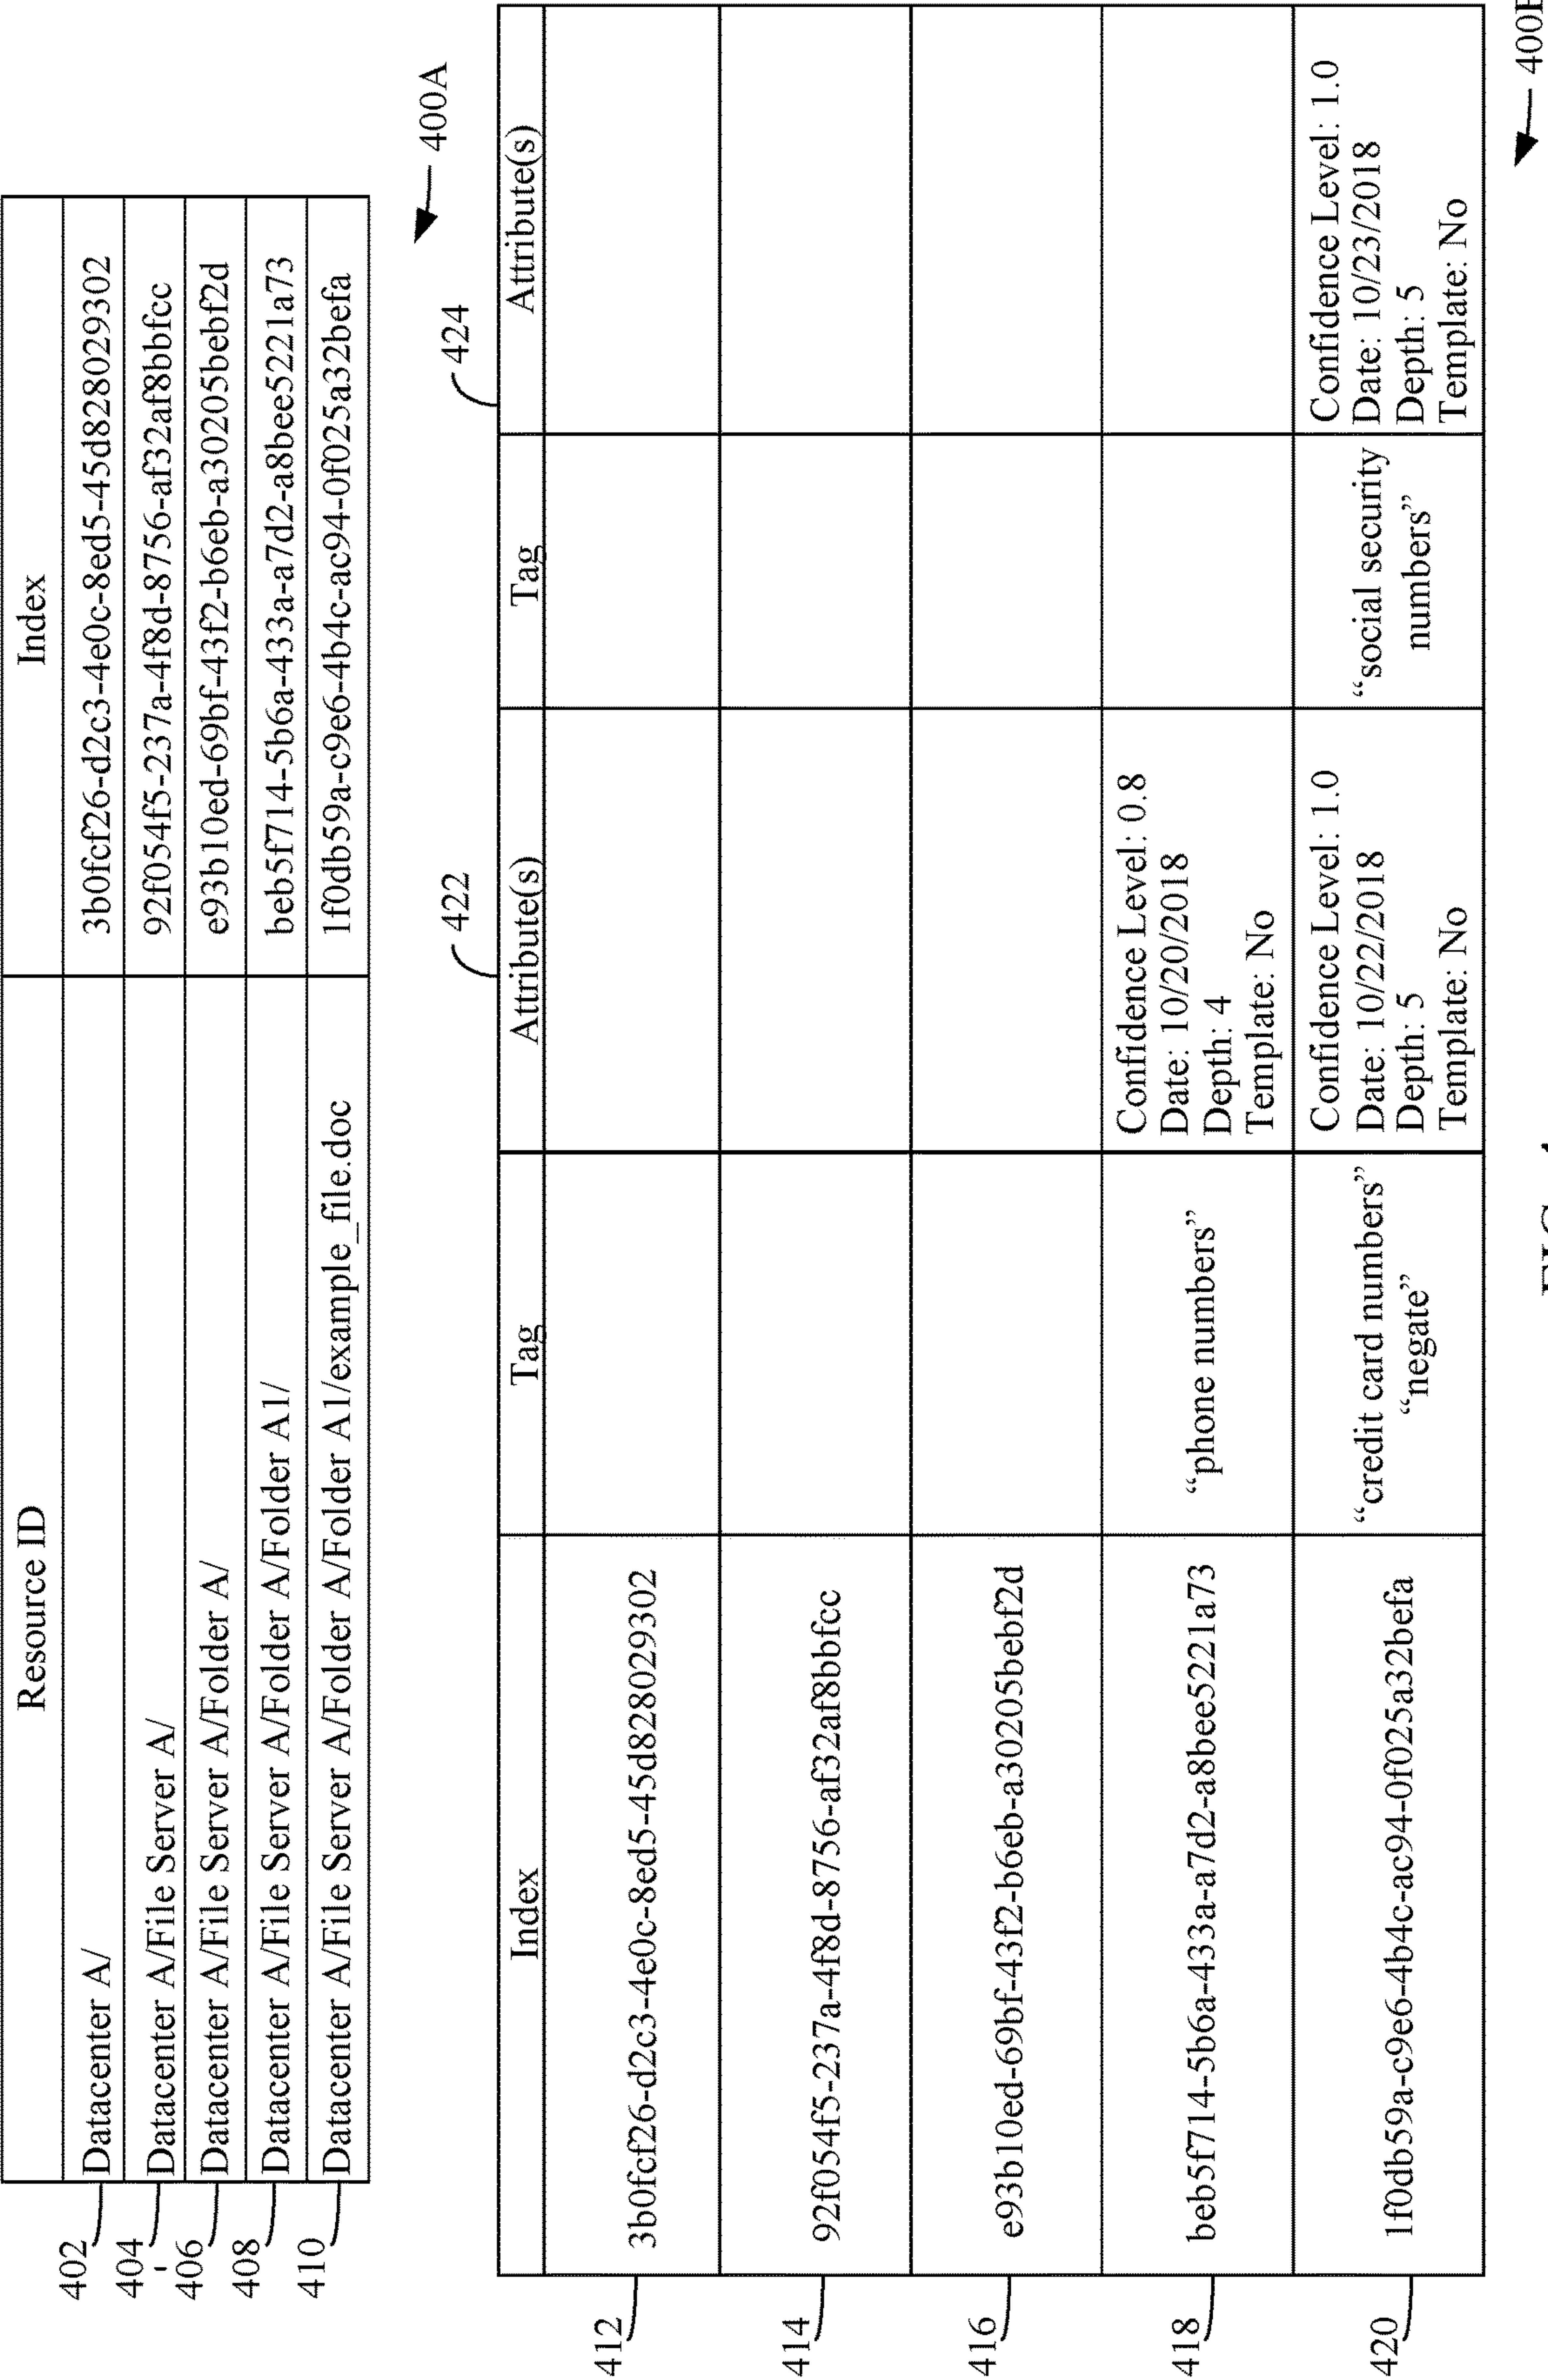 Resource ID Index
402 Datacenter A/ 3b0fcf26-d2c3-4e0c-8ed5-45d828029302
404 Datacenter A/File Server A/ 92f054f5-237a-4f8d-8756-af32af8bbfcc
406 Datacenter A/File Server A/Folder A/ e93b10ed-69bf-43f2-b6eb-a30205bebf2d
408 Datacenter A/File Server A/Folder A/Folder A1/ beb5f714-5b6a-433a-a7d2-a8bee5221a73
410 Datacenter A/File Server A/Folder A/Folder A1/example_file.doc 1f0db59a-c9e6-4b4c-ac94-0f025a32befa
400A
422 424
Index Tag Attribute(s) Tag Attribute(s)
412 3b0fcf26-d2c3-4e0c-8ed5-45d828029302
414 92f054f5-237a-4f8d-8756-af32af8bbfcc
416 e93b10ed-69bf-43f2-b6eb-a30205bebf2d
Confidence Level: 0.8
Date: 10/20/2018
418 beb5f714-5b6a-433a-a7d2-a8bee5221a73 “phone numbers” Depth: 4
Template: No
Confidence Level: 1.0 Confidence Level: 1.0
“credit card numbers” Date: 10/22/2018 “social security Date: 10/23/2018
420 1f0db59a-c9e6-4b4c-ac94-0f025a32befa “negate” Depth: 5 numbers” Depth: 5
Template: No Template: No
400B